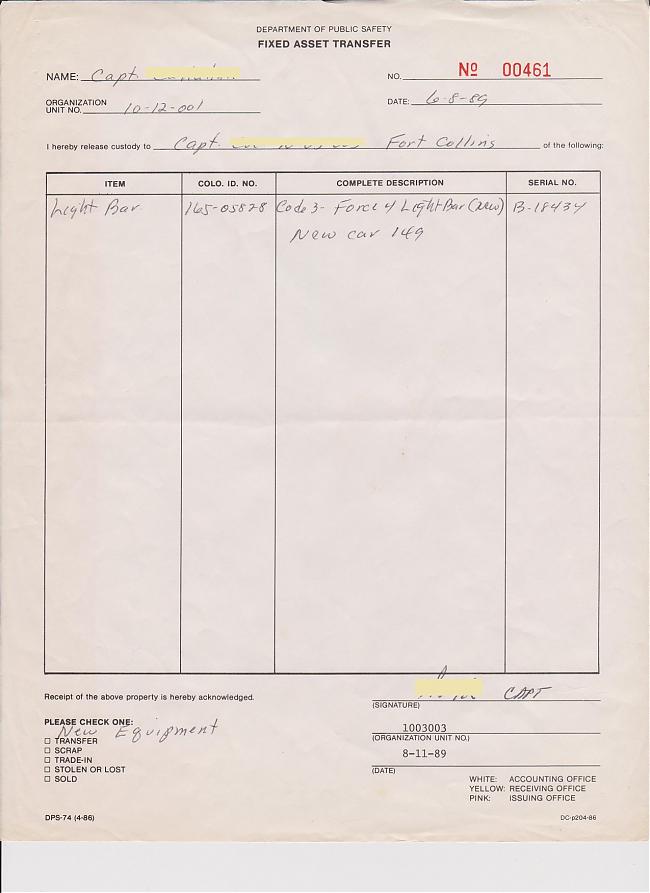 DEPARTMENT OF PUBLIC SAFETY
FIXED ASSET TRANSFER
NAME: Capt.
NO. Nº 00461
ORGANIZATION UNIT NO. 10-12-001
DATE: 6-8-89
I hereby release custody to Capt. Fort Collins of the following:
ITEM COLO. ID. NO. COMPLETE DESCRIPTION SERIAL NO.
Light Bar 165-05828 Code 3- Force 4 Light Bar (New) B-18434
New car 149
Receipt of the above property is hereby acknowledged.
CAPT
(SIGNATURE)
PLEASE CHECK ONE:
New Equipment
☐ TRANSFER
☐ SCRAP
☐ TRADE-IN
☐ STOLEN OR LOST
☐ SOLD
1003003
(ORGANIZATION UNIT NO.)
8-11-89
(DATE)
WHITE: ACCOUNTING OFFICE
YELLOW: RECEIVING OFFICE
PINK: ISSUING OFFICE
DPS-74 (4-86)
DC-p204-86